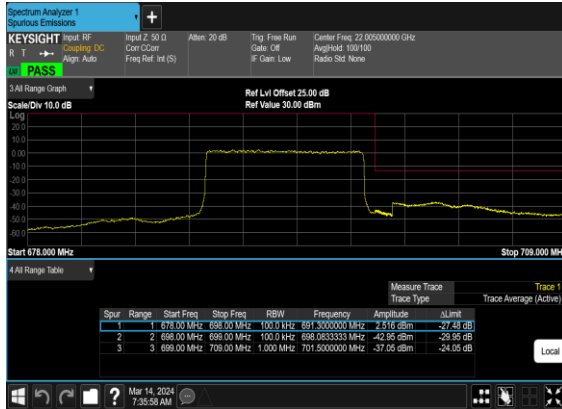 Spectrum Analyzer 1
Spurious Emissions
+
KEYSIGHT Input: RF Input Z: 50 Ω Atten: 20 dB Trig: Free Run Center Freq: 22.005000000 GHz
R T Coupling: DC Corr CCorr Gate: Off Avg|Hold: 100/100
Align: Auto Freq Ref: Int (S) IF Gain: Low Radio Std: None
PASS
3 All Range Graph
Ref Lvl Offset 25.00 dB
Scale/Div 10.0 dB Ref Value 30.00 dBm
Log
20.0
10.0
0.00
-10.0
-20.0
-30.0
-40.0
-50.0
-60.0
Start 678.000 MHz Stop 709.000 MH
4 All Range Table
Measure Trace Trace 1
Trace Type Trace Average (Active)
Spur Range Start Freq Stop Freq RBW Frequency Amplitude ΔLimit
1 1 678.00 MHz 698.00 MHz 100.0 kHz 691.3000000 MHz 2.516 dBm -27.48 dB
2 2 698.00 MHz 699.00 MHz 100.0 kHz 698.0833333 MHz -42.95 dBm -29.95 dB
3 3 699.00 MHz 709.00 MHz 1.000 MHz 701.5000000 MHz -37.05 dBm -24.05 dB
Local
? Mar 14, 2024
7:35:58 AM